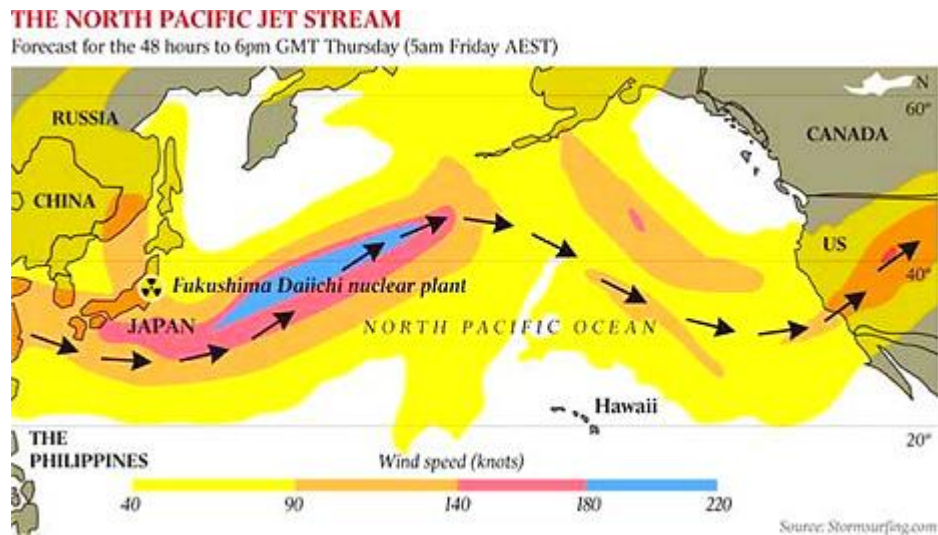 THE NORTH PACIFIC JET STREAM
Forecast for the 48 hours to 6pm GMT Thursday (5am Friday AEST)
N
60°
RUSSIA
CANADA
CHINA
US
40°
Fukushima Daiichi nuclear plant
JAPAN
NORTH PACIFIC OCEAN
Hawaii
20°
THE
PHILIPPINES
Wind speed (knots)
40 90 140 180 220
Source: Stormsurfing.com